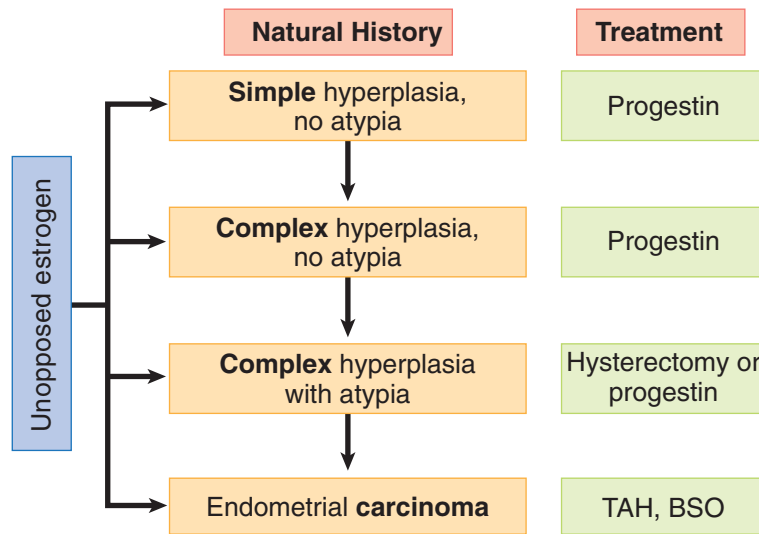 Natural History
Treatment
Unopposed estrogen
Simple hyperplasia,
no atypia
Progestin
Complex hyperplasia,
no atypia
Progestin
Complex hyperplasia
with atypia
Hysterectomy or
progestin
Endometrial carcinoma
TAH, BSO